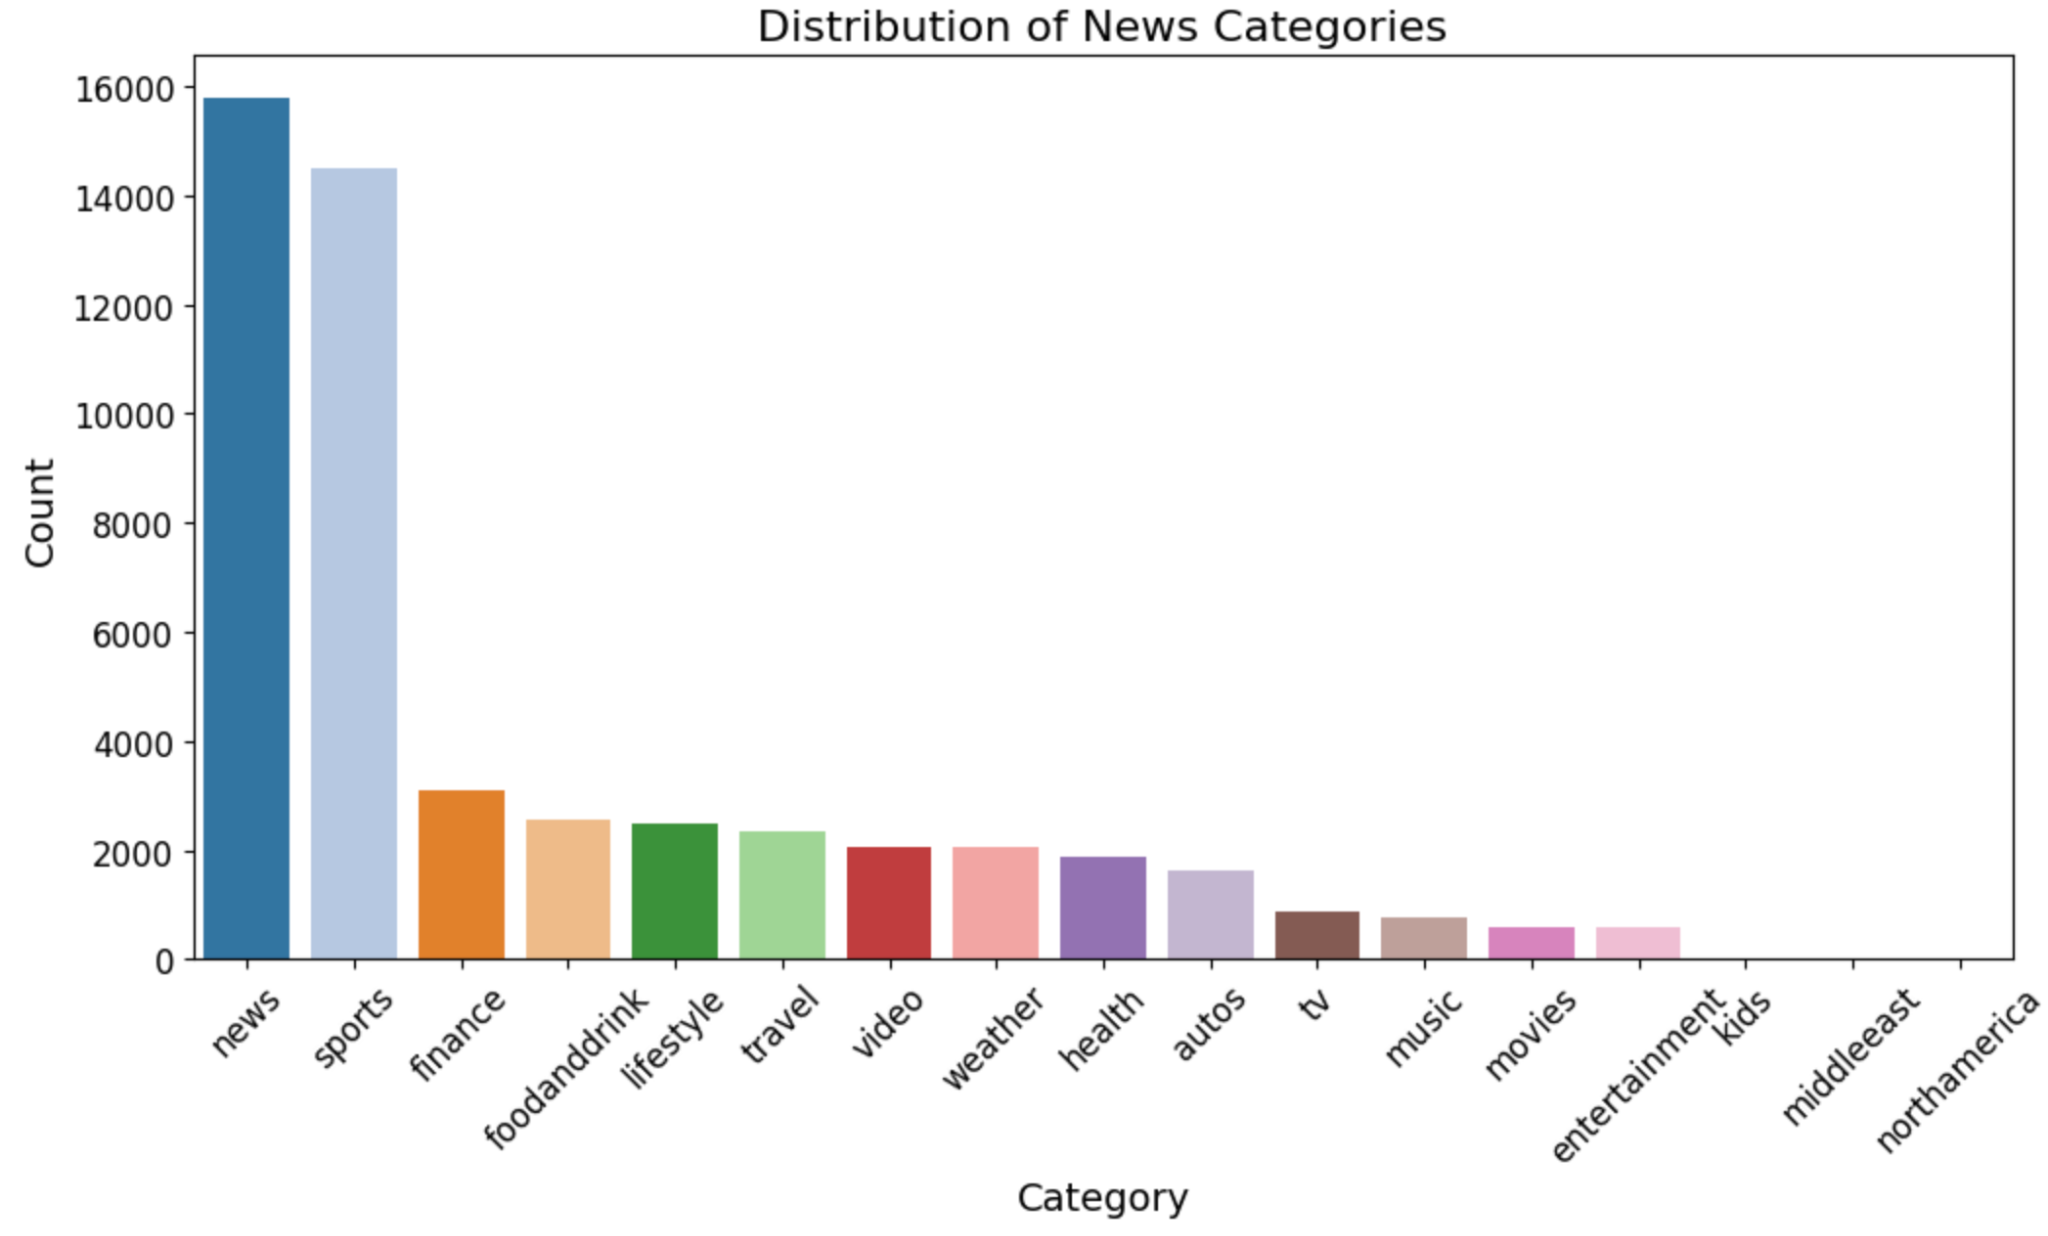 Distribution of News Categories
16000
14000
12000
10000
8000
6000
4000
2000
0
Count
news
sports
finance
foodanddrink
lifestyle
travel
video
weather
health
autos
tv
music
movies
entertainment
kids
middleeast
northamerica
Category